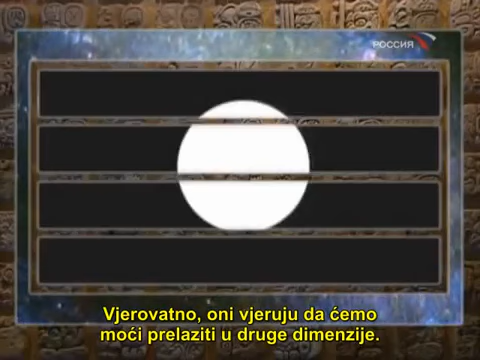 РОССИЯ
Vjerovatno, oni vjeruju da ćemo
moći prelaziti u druge dimenzije.